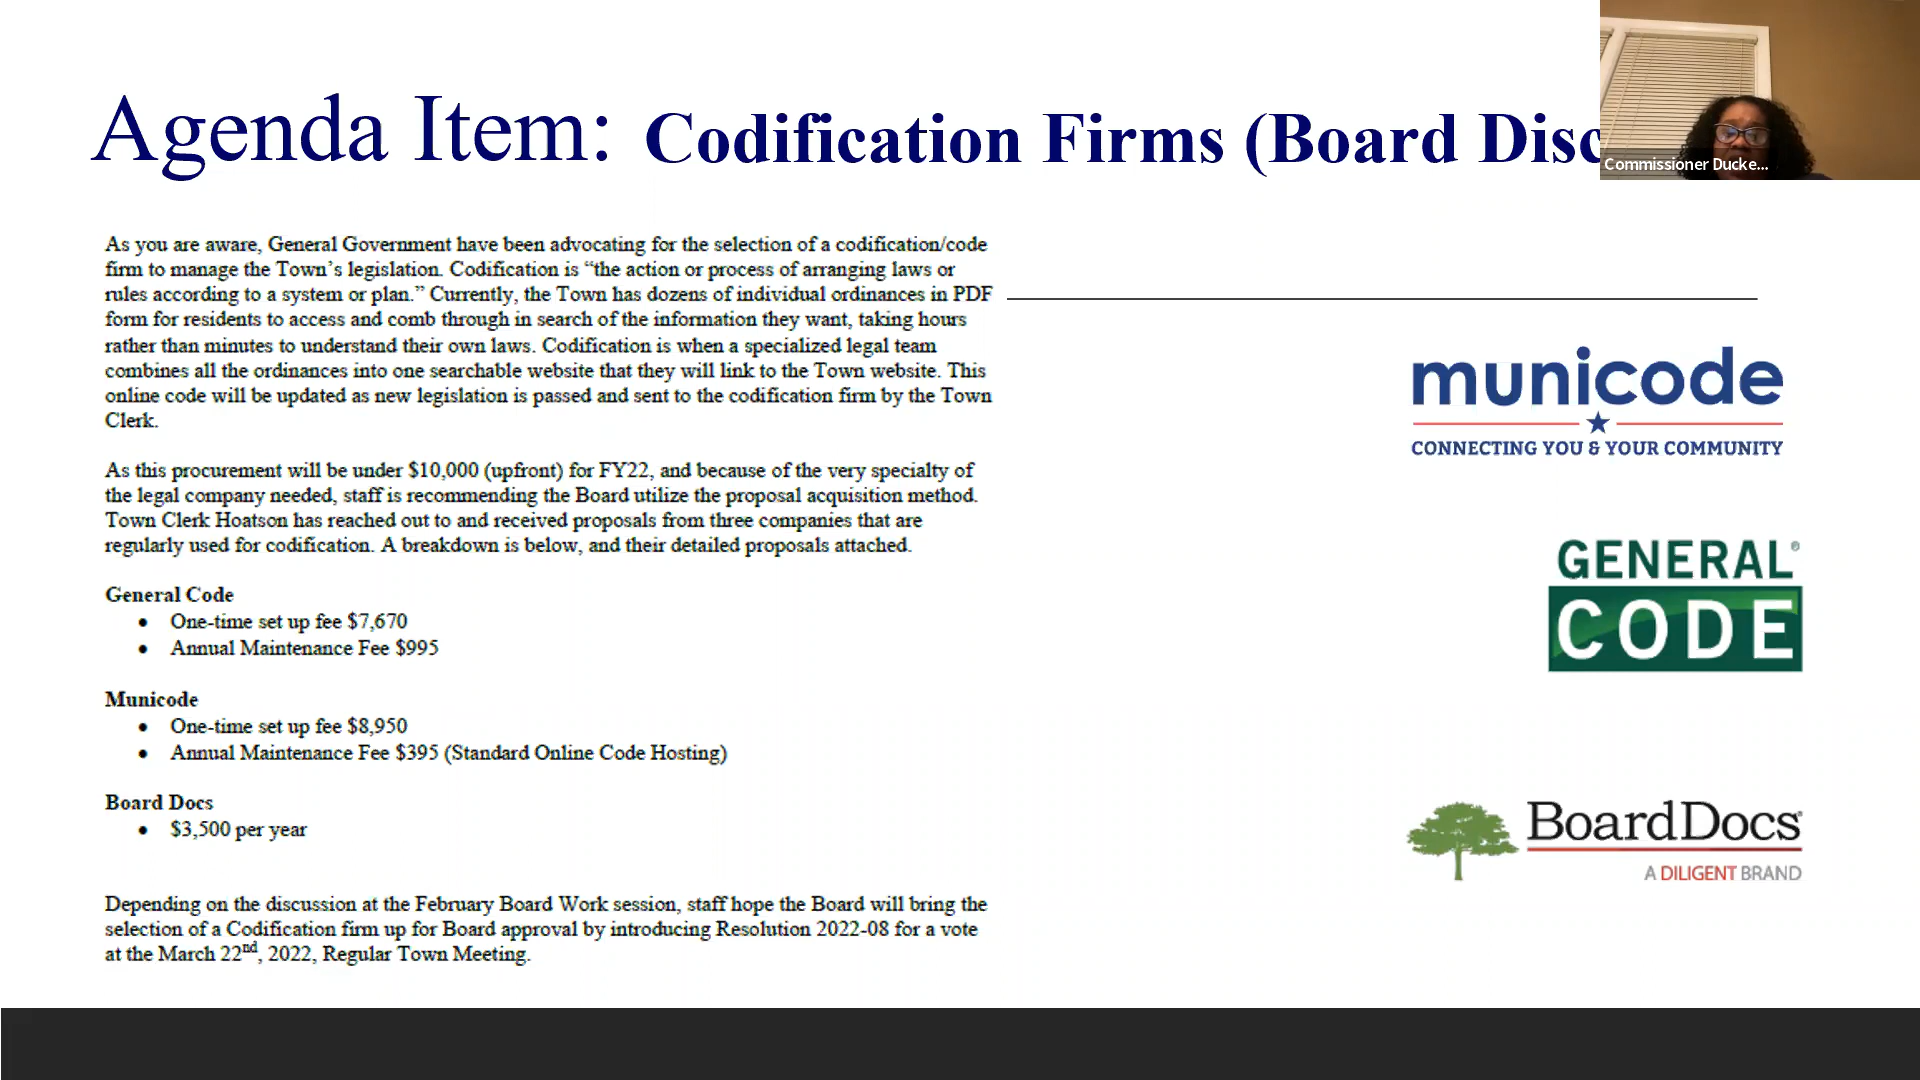 Agenda Item: Codification Firms (Board Disc
Commissioner Ducke...
As you are aware, General Government have been advocating for the selection of a codification/code
firm to manage the Town's legislation. Codification is “the action or process of arranging laws or
rules according to a system or plan.” Currently, the Town has dozens of individual ordinances in PDF
form for residents to access and comb through in search of the information they want, taking hours
rather than minutes to understand their own laws. Codification is when a specialized legal team
combines all the ordinances into one searchable website that they will link to the Town website. This
online code will be updated as new legislation is passed and sent to the codification firm by the Town
Clerk.
As this procurement will be under $10,000 (upfront) for FY22, and because of the very specialty of
the legal company needed, staff is recommending the Board utilize the proposal acquisition method.
Town Clerk Hoatson has reached out to and received proposals from three companies that are
regularly used for codification. A breakdown is below, and their detailed proposals attached.
General Code
• One-time set up fee $7,670
• Annual Maintenance Fee $995
Municode
• One-time set up fee $8,950
• Annual Maintenance Fee $395 (Standard Online Code Hosting)
Board Docs
• $3,500 per year
Depending on the discussion at the February Board Work session, staff hope the Board will bring the
selection of a Codification firm up for Board approval by introducing Resolution 2022-08 for a vote
at the March 22nd, 2022, Regular Town Meeting.
municode
CONNECTING YOU & YOUR COMMUNITY
GENERAL®
CODE
BoardDocs®
A DILIGENT BRAND